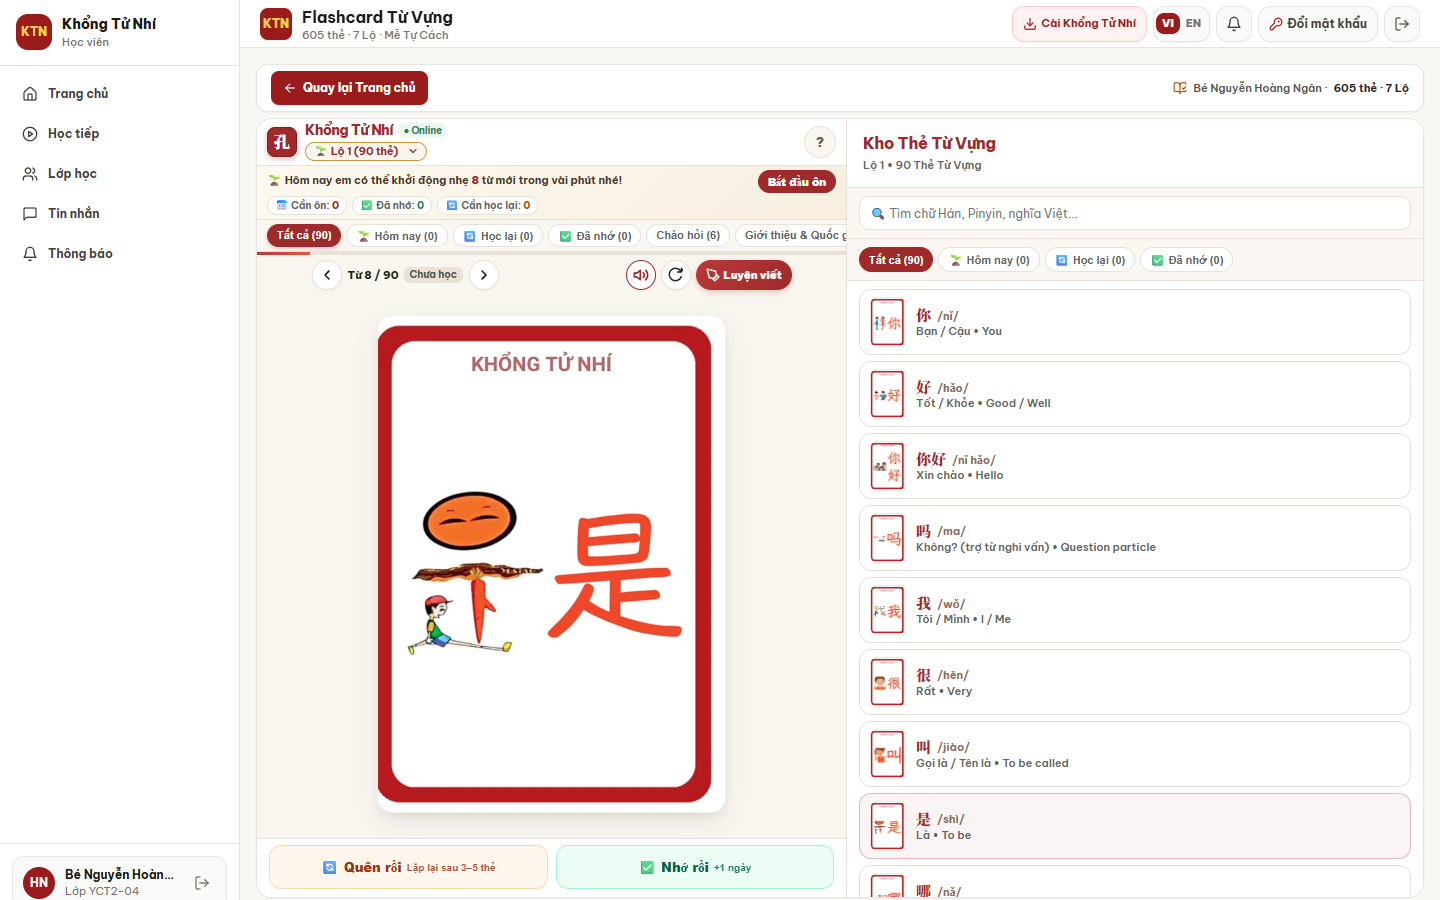 KTN
Khổng Tử Nhí
Học viên
Trang chủ
Học tiếp
Lớp học
Tin nhắn
Thông báo
HN
Bé Nguyễn Hoàn...
Lớp YCT2-04
KTN
Flashcard Từ Vựng
605 thẻ · 7 Lộ · Mễ Tự Cách
Cài Khổng Tử Nhí
VI EN
Đổi mật khẩu
Quay lại Trang chủ
Bé Nguyễn Hoàng Ngân · 605 thẻ · 7 Lộ
孔
Khổng Tử Nhí
• Online
Lộ 1 (90 thẻ)
?
Hôm nay em có thể khởi động nhẹ 8 từ mới trong vài phút nhé!
Bắt đầu ôn
Cần ôn: 0
Đã nhớ: 0
Cần học lại: 0
Tất cả (90)
Hôm nay (0)
Học lại (0)
Đã nhớ (0)
Chào hỏi (6)
Giới thiệu & Quốc g
Từ 8 / 90
Chưa học
Luyện viết
KHỔNG TỬ NHÍ
是
Quên rồi Lặp lại sau 3–5 thẻ
Nhớ rồi +1 ngày
Kho Thẻ Từ Vựng
Lộ 1 • 90 Thẻ Từ Vựng
Tìm chữ Hán, Pinyin, nghĩa Việt...
Tất cả (90)
Hôm nay (0)
Học lại (0)
Đã nhớ (0)
你
你 /nǐ/
Bạn / Cậu • You
好
好 /hǎo/
Tốt / Khỏe • Good / Well
你
好
你好 /nǐ hǎo/
Xin chào • Hello
吗
吗 /ma/
Không? (trợ từ nghi vấn) • Question particle
我
我 /wǒ/
Tôi / Mình • I / Me
很
很 /hěn/
Rất • Very
叫
叫 /jiào/
Gọi là / Tên là • To be called
是
是 /shì/
Là • To be
哪 /nǎ/